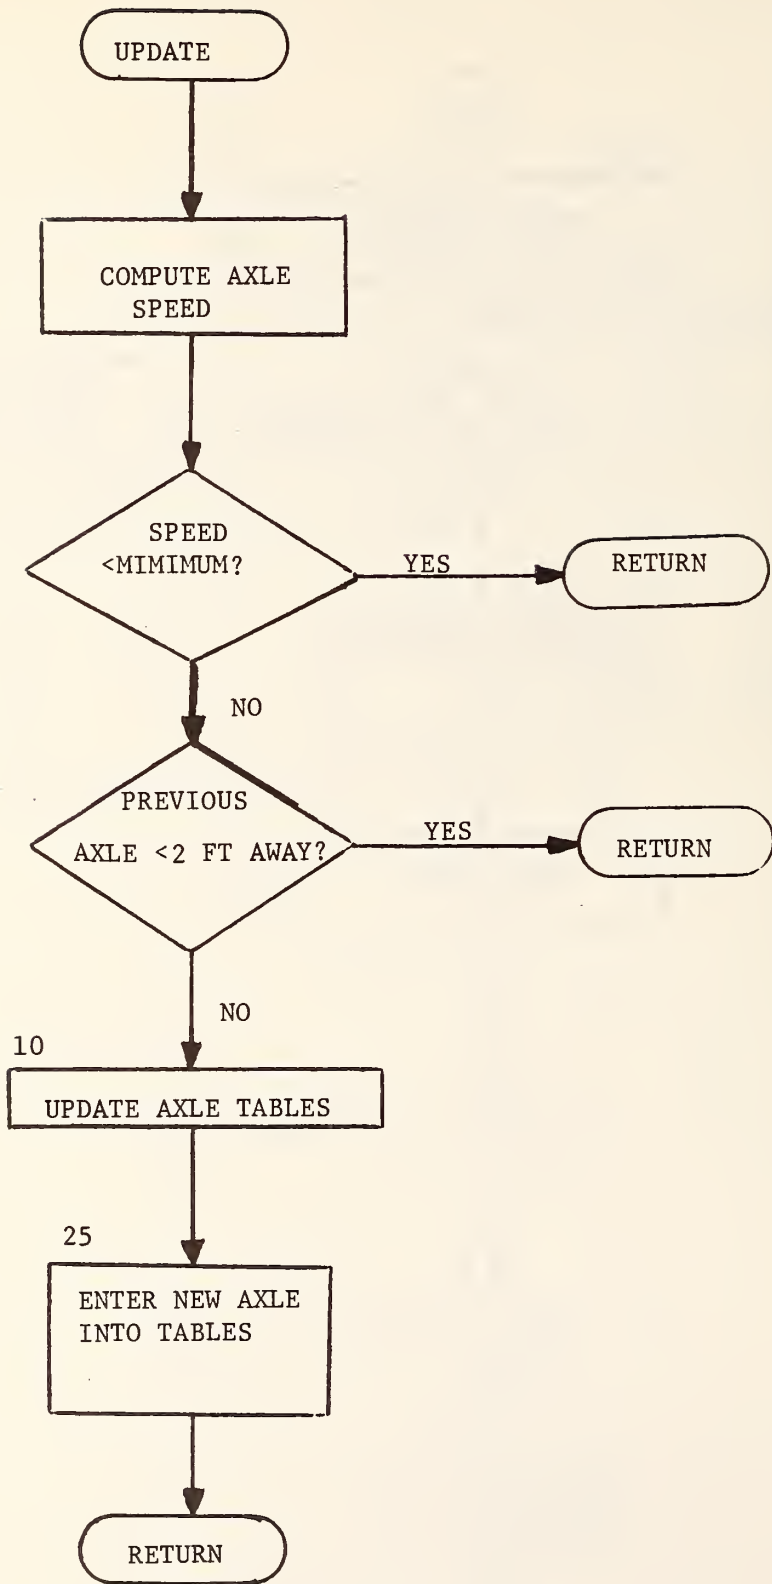 UPDATE
COMPUTE AXLE
SPEED
SPEED
<MIMIMUM?
YES
RETURN
NO
PREVIOUS
AXLE <2 FT AWAY?
YES
RETURN
NO
10
UPDATE AXLE TABLES
25
ENTER NEW AXLE
INTO TABLES
RETURN